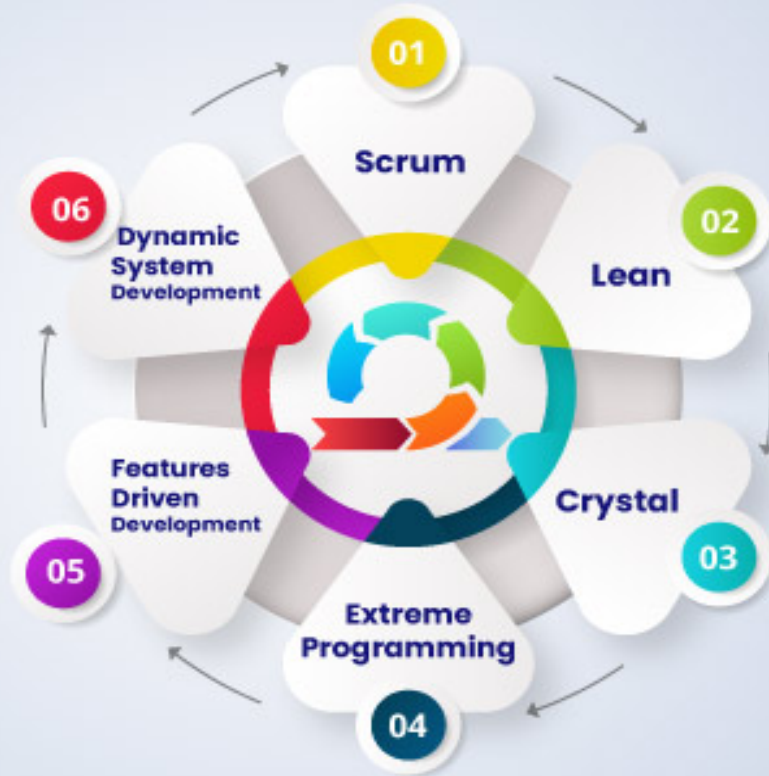 01
Scrum
02
Lean
03
Crystal
04
Extreme
Programming
05
Features
Driven
Development
06
Dynamic
System
Development